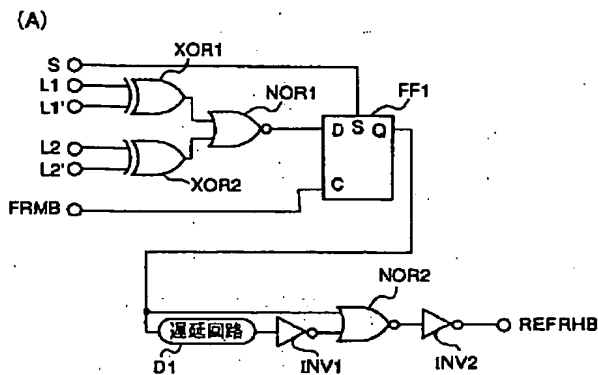 (A)
S
XOR1
L1
L1'
NOR1
FF1
D S Q
L2
L2'
XOR2
C
FRMB
NOR2
遅延回路
REFRHB
D1
INV1
INV2